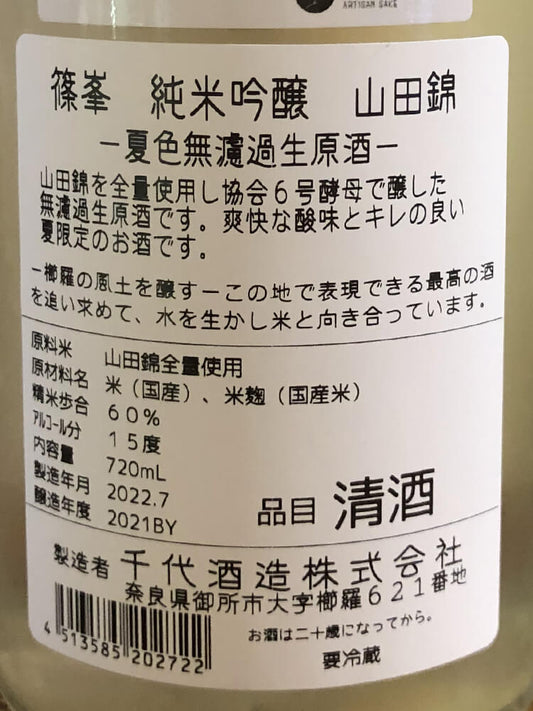 ARTISAN SAKE
篠峯 純米吟醸 山田錦
−夏色無濾過生原酒−
山田錦を全量使用し協会6号酵母で醸した
無濾過生原酒です。爽快な酸味とキレの良い
夏限定のお酒です。
−櫛羅の風土を醸す−この地で表現できる最高の酒
を追い求めて、水を生かし米と向き合っています。
原料米 山田錦全量使用
原材料名 米（国産）、米麹（国産米）
精米歩合 60%
アルコール分 15度
内容量 720mL
製造年月 2022.7
醸造年度 2021BY
品目 清酒
製造者 千代酒造株式会社
奈良県御所市大字櫛羅621番地
4 513585 202722
お酒は二十歳になってから。
要冷蔵